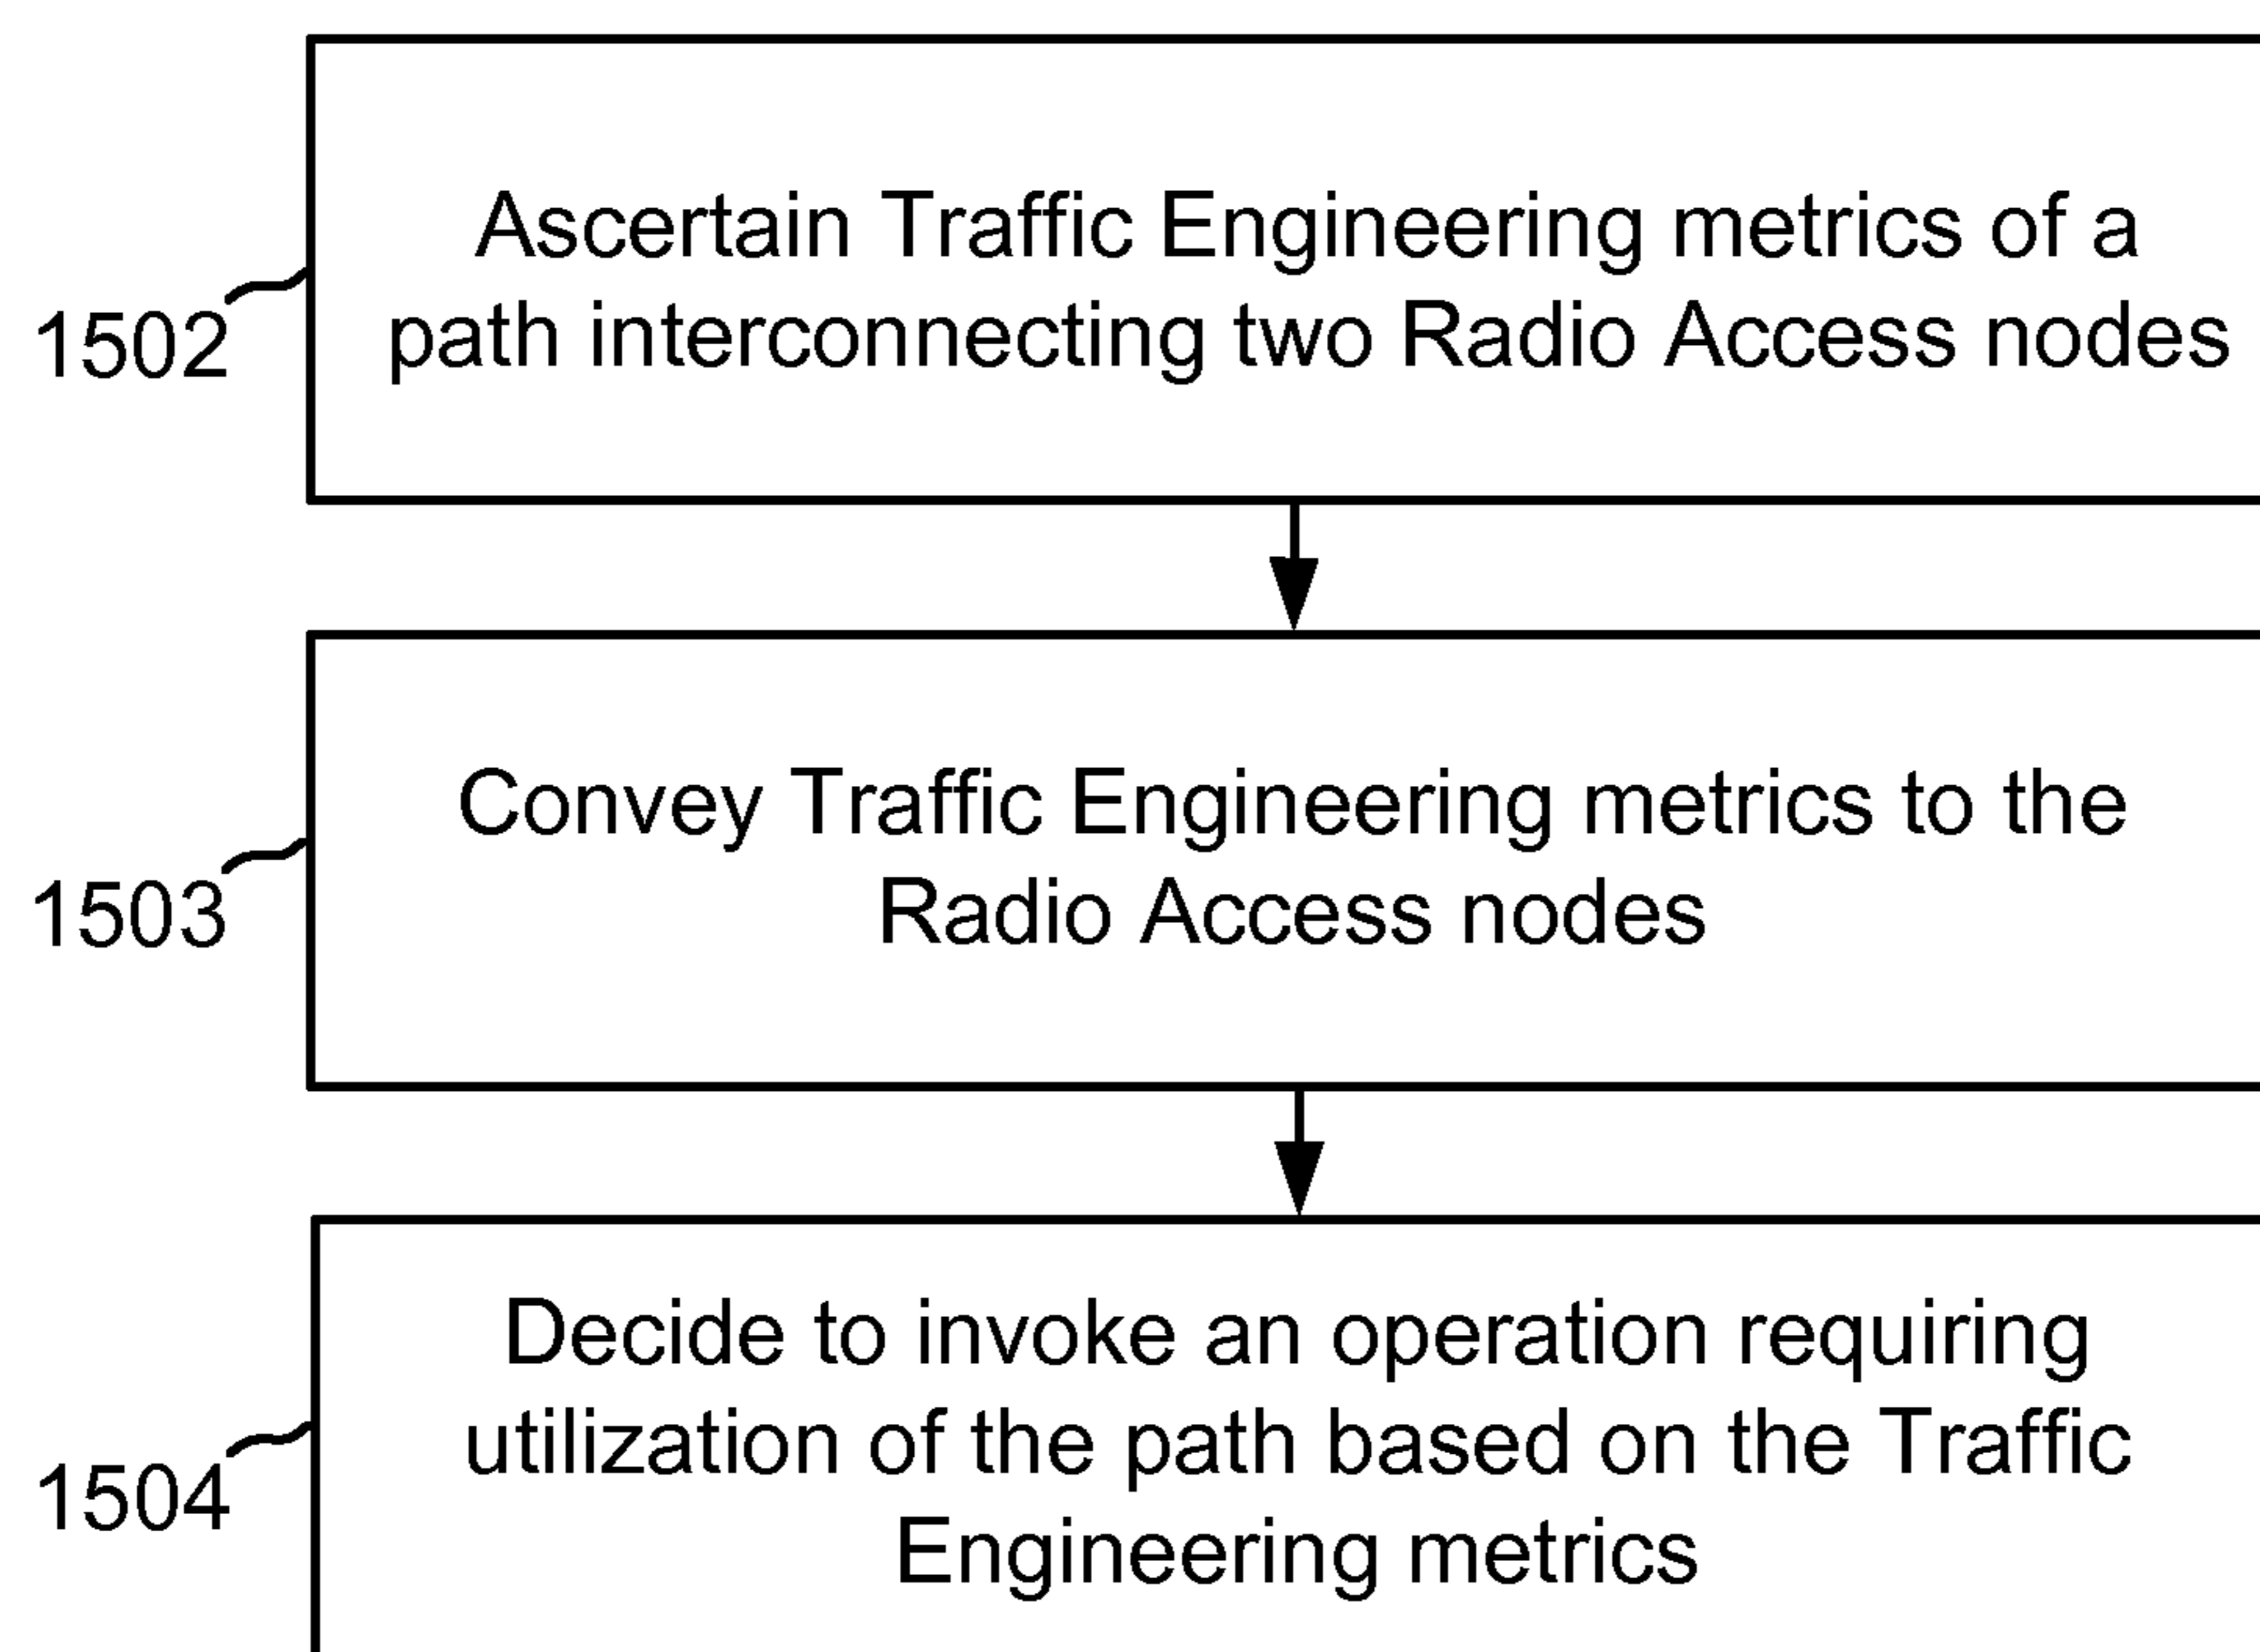 Ascertain Traffic Engineering metrics of a
path interconnecting two Radio Access nodes
1502
Convey Traffic Engineering metrics to the
Radio Access nodes
1503
Decide to invoke an operation requiring
utilization of the path based on the Traffic
Engineering metrics
1504